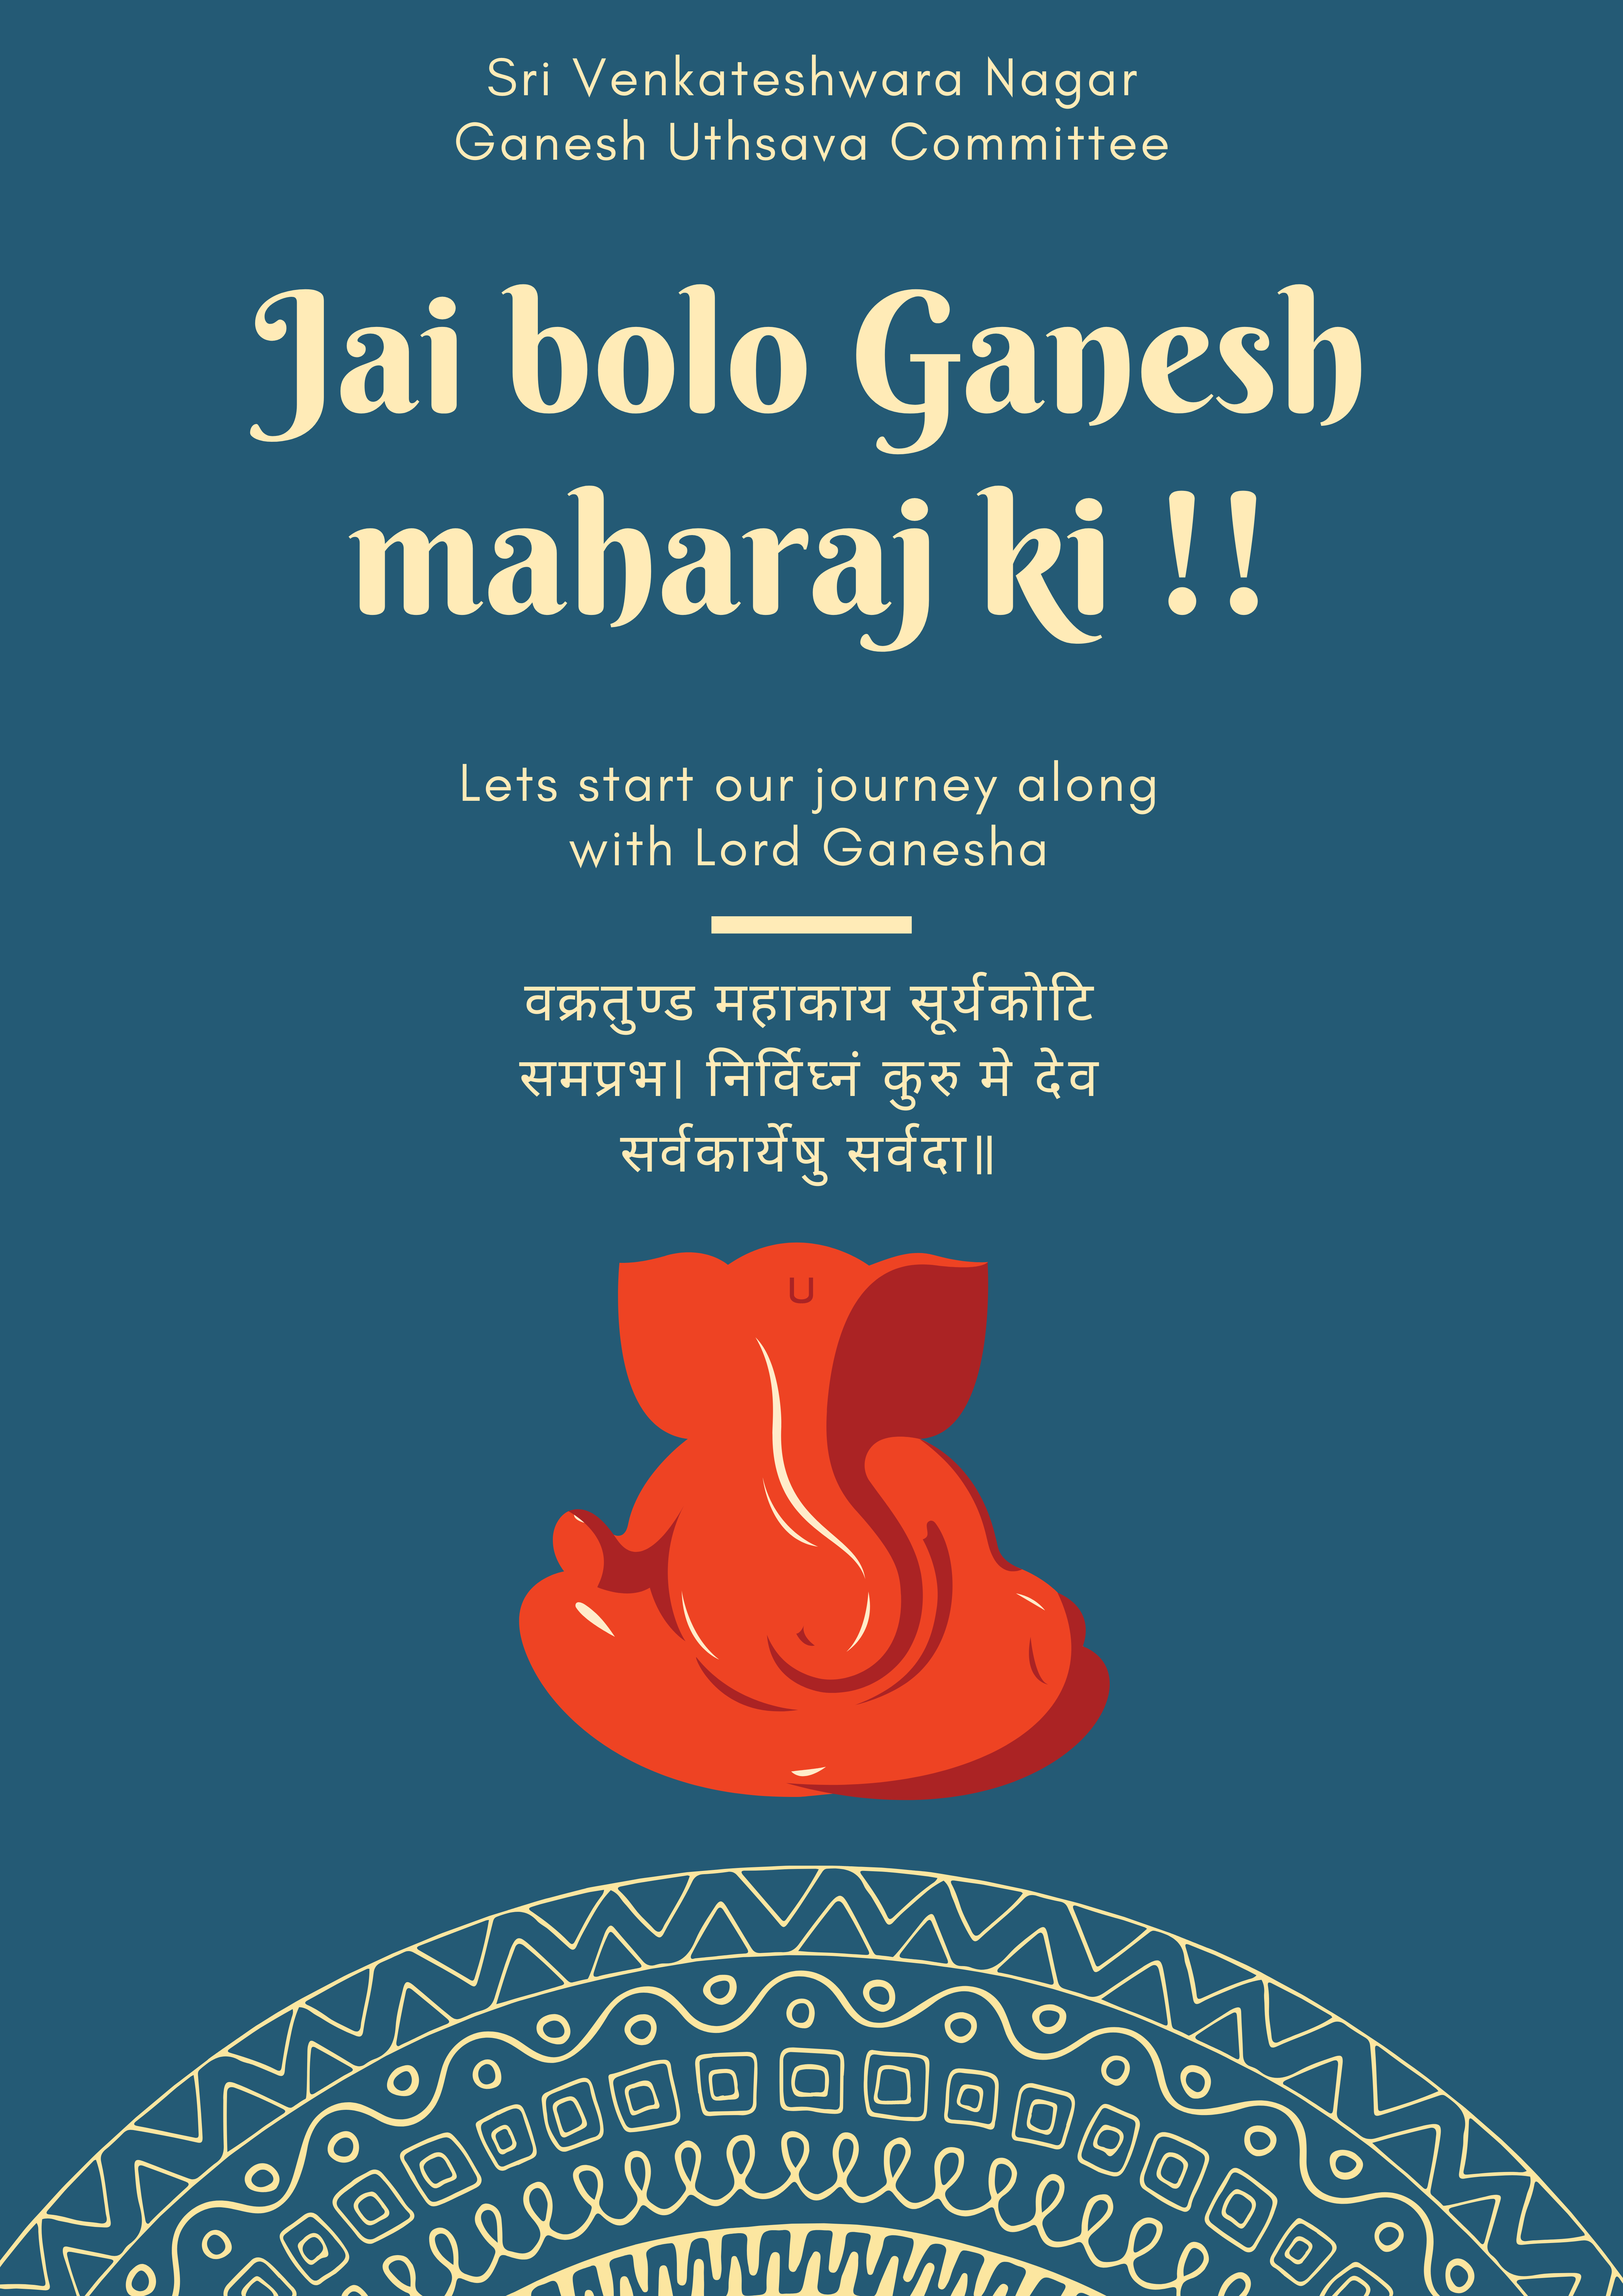 Sri Venkateshwara Nagar
Ganesh Uthsava Committee
Jai bolo Ganesh
maharaj ki !!
Lets start our journey along
with Lord Ganesha
वक्रतुण्ड महाकाय सूर्यकोटि
समप्रभ। निर्विघ्नं कुरु मे देव
सर्वकार्येषु सर्वदा॥